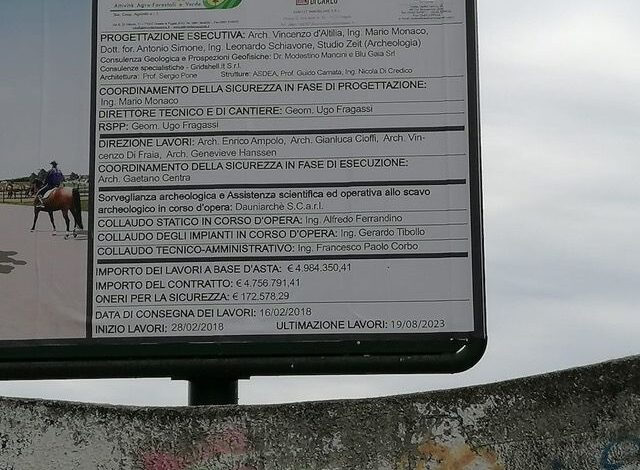 Attività Agro-Forestali e Verde
DI CARLO
PROGETTAZIONE ESECUTIVA: Arch. Vincenzo d'Altilia, Ing. Mario Monaco,
Dott. for. Antonio Simone, Ing. Leonardo Schiavone, Studio Zeit (Archeologia)
Consulenza Geologica e Prospezioni Geofisiche: Dr. Modestino Mancini e Blu Gaia Srl
Consulenze specialistiche - Gridshell.it S.r.l.
Architettura: Prof. Sergio Pone Strutture: ASDEA, Prof. Guido Camata, Ing. Nicola Di Credico
COORDINAMENTO DELLA SICUREZZA IN FASE DI PROGETTAZIONE:
Ing. Mario Monaco
DIRETTORE TECNICO E DI CANTIERE: Geom. Ugo Fragassi
RSPP: Geom. Ugo Fragassi
DIREZIONE LAVORI: Arch. Enrico Ampolo, Arch. Gianluca Cioffi, Arch. Vin-
cenzo Di Fraia, Arch. Genevieve Hanssen
COORDINAMENTO DELLA SICUREZZA IN FASE DI ESECUZIONE:
Arch. Gaetano Centra
Sorveglianza archeologica e Assistenza scientifica ed operativa allo scavo
archeologico in corso d'opera: Dauniarché S.C.a r.l.
COLLAUDO STATICO IN CORSO D'OPERA: Ing. Alfredo Ferrandino
COLLAUDO DEGLI IMPIANTI IN CORSO D'OPERA: Ing. Gerardo Tibollo
COLLAUDO TECNICO-AMMINISTRATIVO: Ing. Francesco Paolo Corbo
IMPORTO DEI LAVORI A BASE D'ASTA: € 4.984.350,41
IMPORTO DEL CONTRATTO: € 4.756.791,41
ONERI PER LA SICUREZZA: € 172.578,29
DATA DI CONSEGNA DEI LAVORI: 16/02/2018
INIZIO LAVORI: 28/02/2018 ULTIMAZIONE LAVORI: 19/08/2023